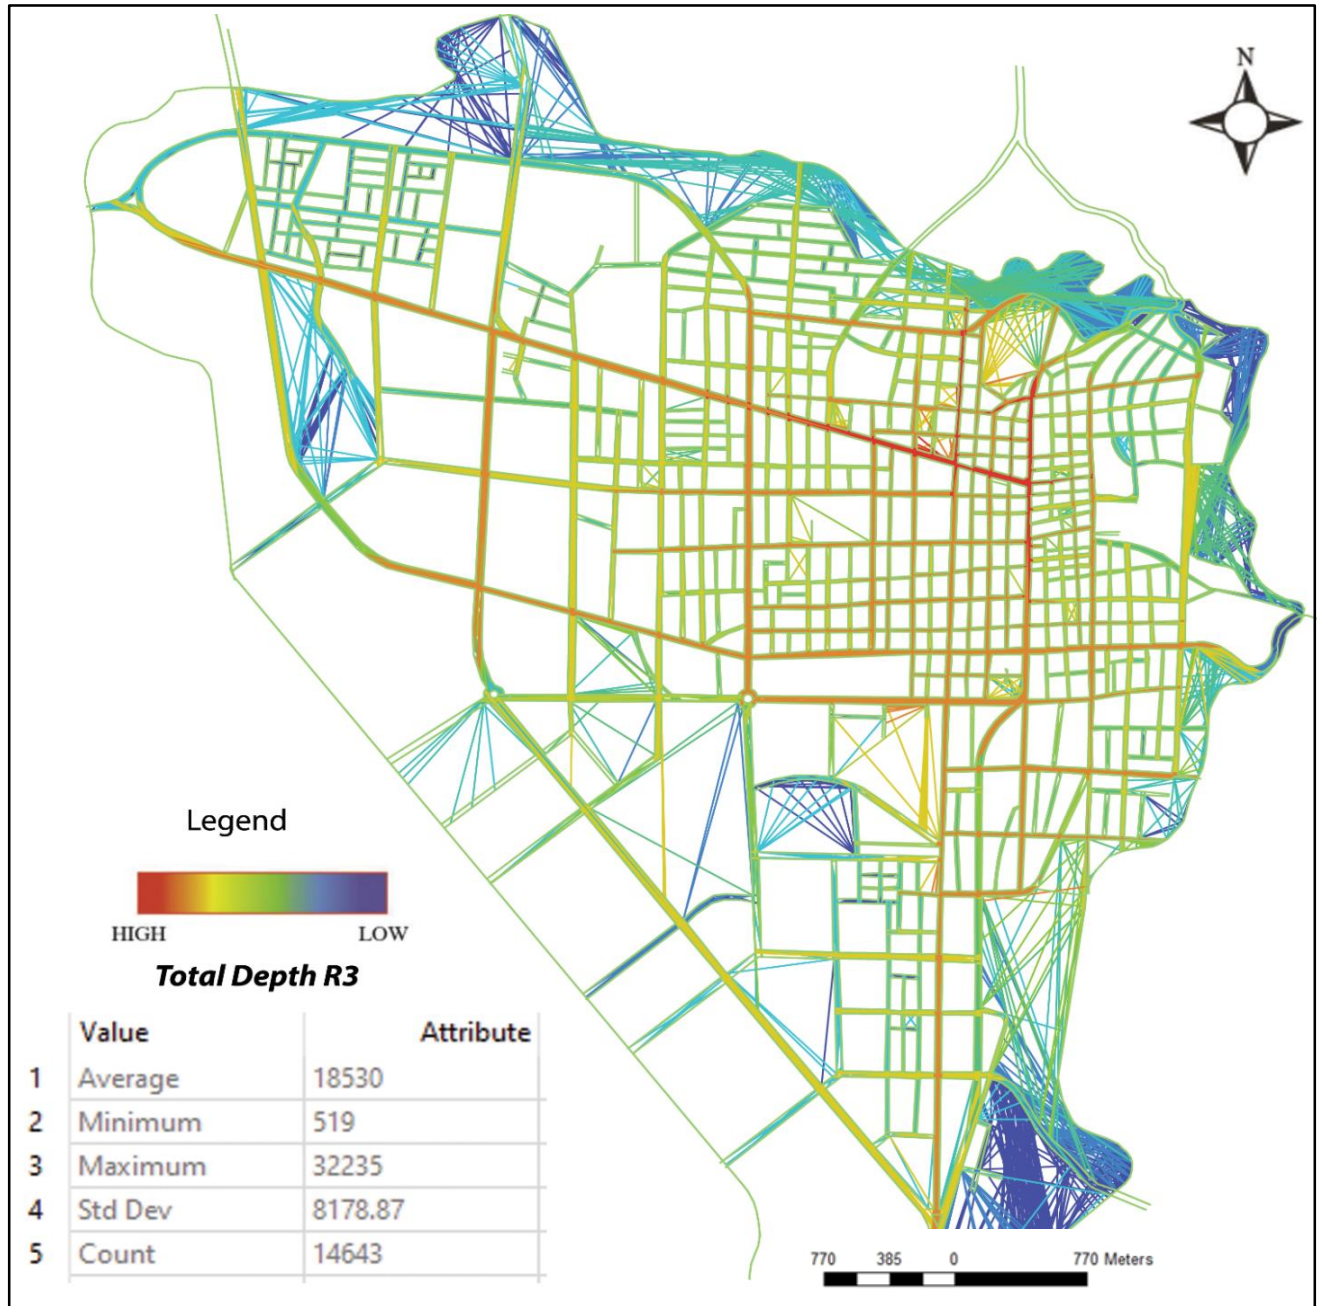 N
Legend
HIGH LOW
Total Depth R3
Value Attribute
1 Average 18530
2 Minimum 519
3 Maximum 32235
4 Std Dev 8178.87
5 Count 14643
770 385 0 770 Meters